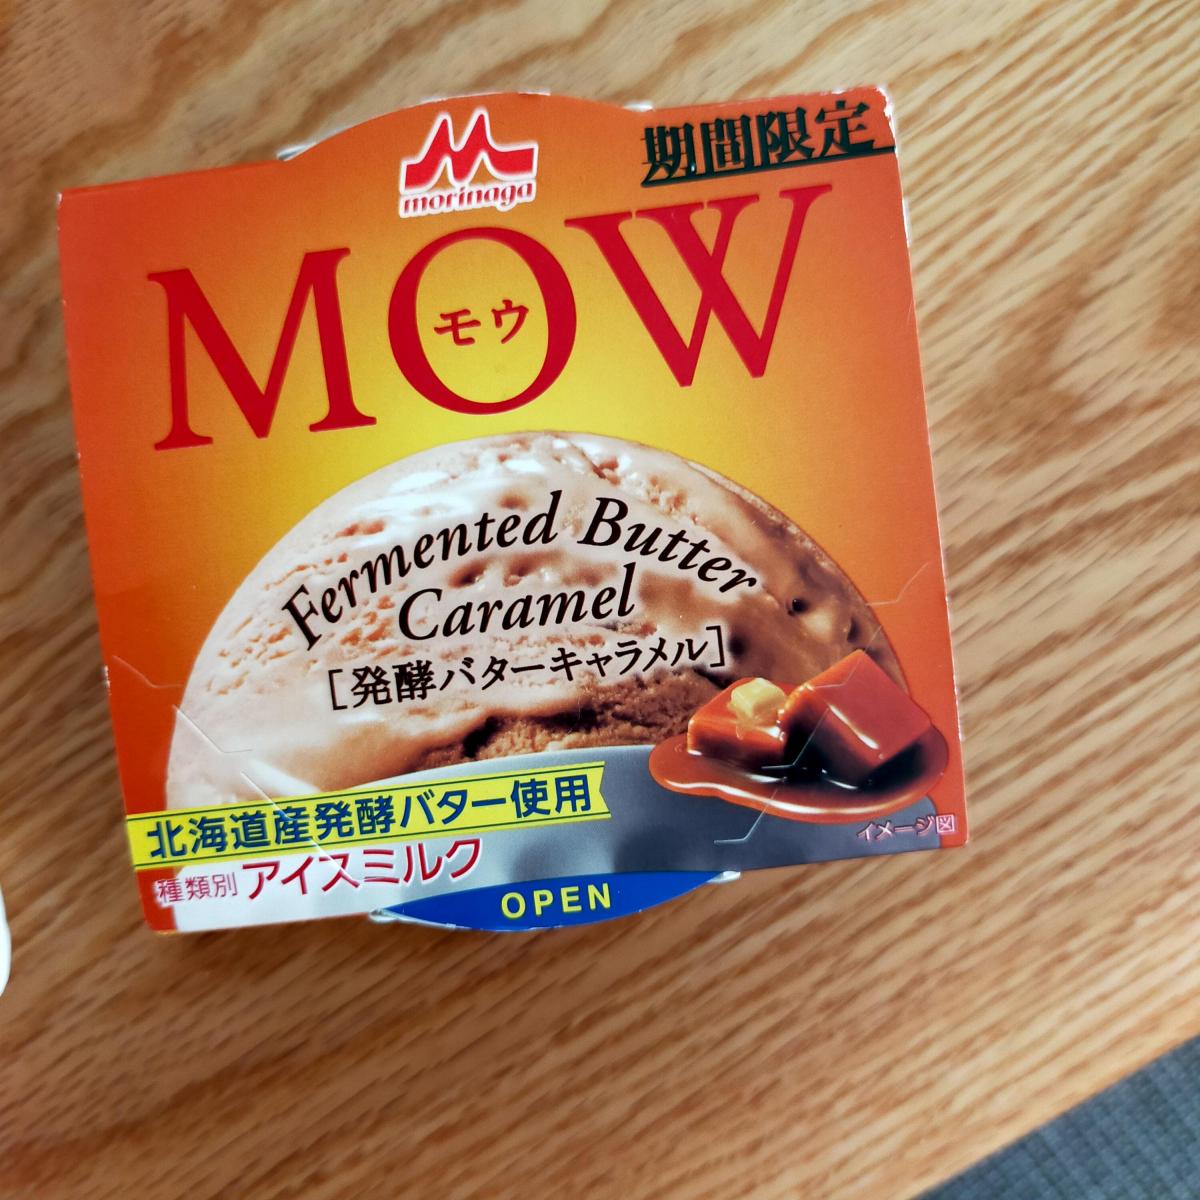 morinaga
期間限定
MOW
モウ
Fermented Butter
Caramel
[発酵バターキャラメル]
北海道産発酵バター使用
種類別 アイスミルク
イメージ図
OPEN